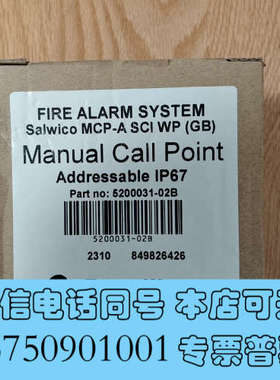 FIRE ALARM SYSTEM
Salwico MCP-A SCI WP (GB)
Manual Call Point
Addressable IP67
Part no: 5200031-02B
5200031-02B
2310 849826426
信电话同号 本店可
750901001 专票普票